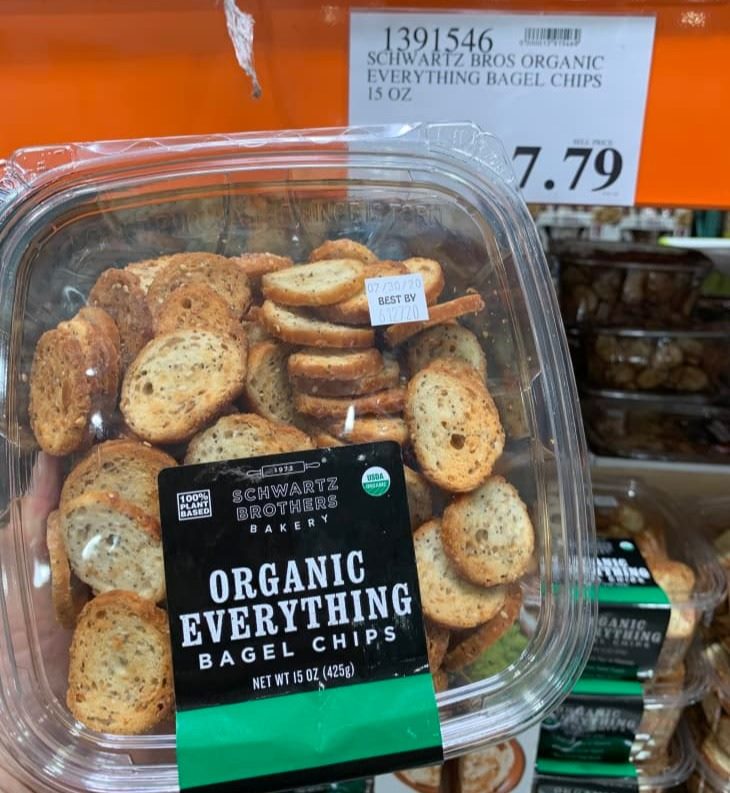 1391546
SCHWARTZ BROS ORGANIC
EVERYTHING BAGEL CHIPS
15 OZ
7.79
07/30/20
BEST BY
1973
100%
PLANT
BASED
SCHWARTZ
BROTHERS
BAKERY
USDA
ORGANIC
ORGANIC
EVERYTHING
BAGEL CHIPS
NET WT 15 OZ (425g)